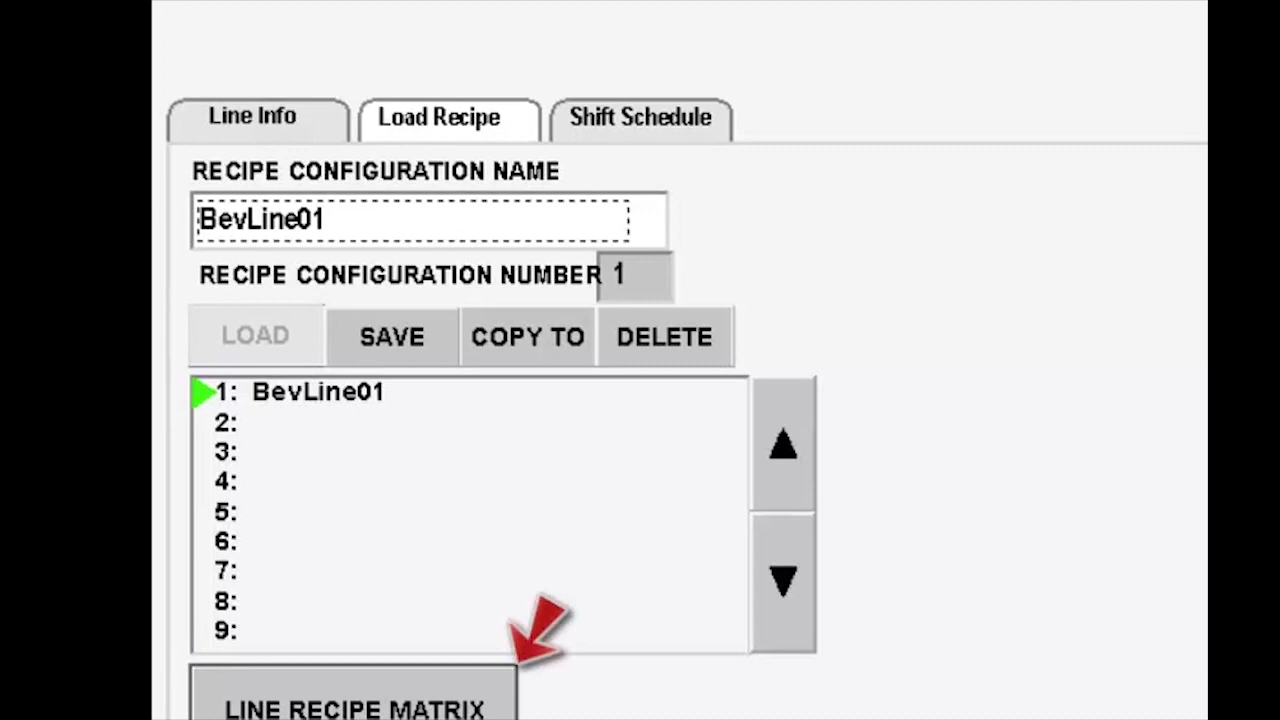 Line Info Load Recipe Shift Schedule
RECIPE CONFIGURATION NAME
BevLine01
RECIPE CONFIGURATION NUMBER 1
LOAD SAVE COPY TO DELETE
1: BevLine01
2:
3:
4:
5:
6:
7:
8:
9:
LINE RECIPE MATRIX